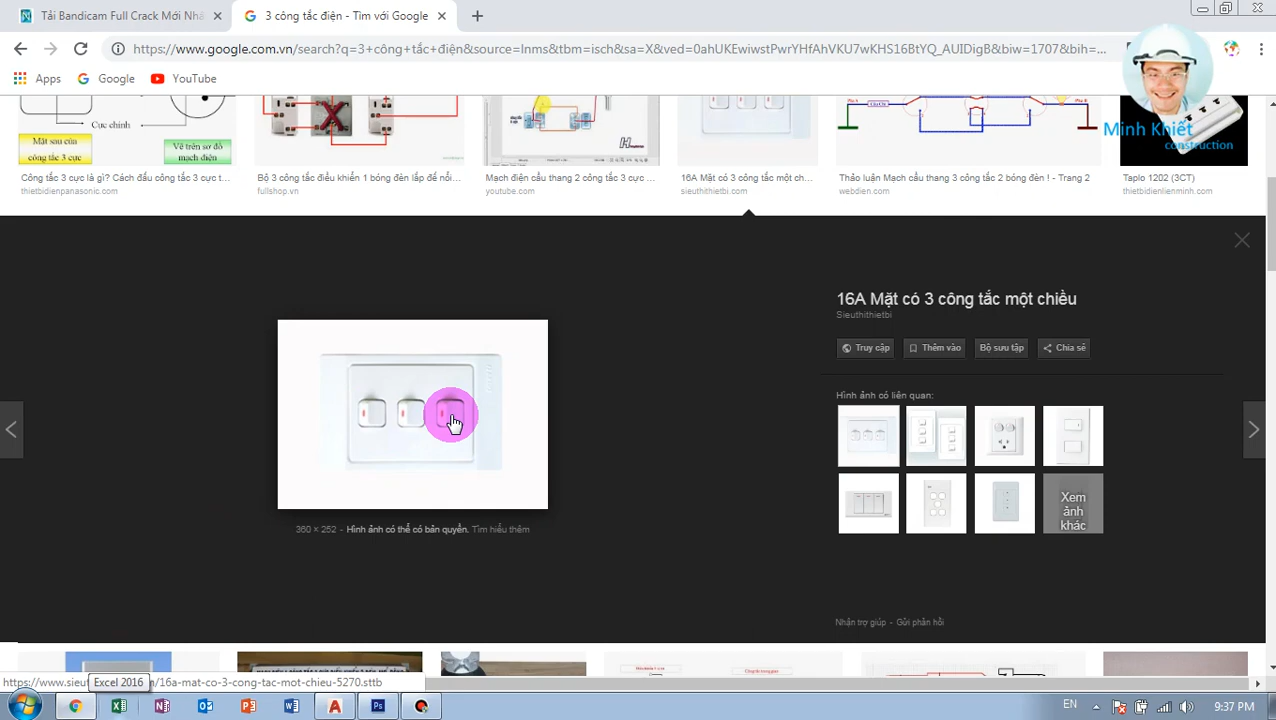 Tải Bandicam Full Crack Mới Nhấ
3 công tắc điện - Tìm với Google
https://www.google.com.vn/search?q=3+công+tắc+điện&source=lnms&tbm=isch&sa=X&ved=0ahUKEwiwstPwrYHfAhVKU7wKHS16BtYQ_AUIDigB&biw=1707&bih=...
Apps
Google
YouTube
Minh Khiết
construction
Cực chính
Mặt sau của
công tắc 3 cực
Vẽ trên sơ đồ
mạch điện
Công tắc 3 cực là gì? Cách đấu công tắc 3 cực t...
thietbidienpanasonic.com
Bộ 3 công tắc điều khiển 1 bóng đèn lắp để nối...
fullshop.vn
Mạch điện cầu thang 2 công tắc 3 cực ...
youtube.com
16A Mặt có 3 công tắc một ch...
sieuthithietbi.com
Thảo luận Mạch cầu thang 3 công tắc 2 bóng đèn ! - Trang 2
webdien.com
Taplo 1202 (3CT)
thietbidienlienminh.com
16A Mặt có 3 công tắc một chiều
Sieuthithietbi
Truy cập
Thêm vào
Bộ sưu tập
Chia sẻ
Hình ảnh có liên quan:
Xem
ảnh
khác
360 × 252 - Hình ảnh có thể có bản quyền. Tìm hiểu thêm
Nhận trợ giúp - Gửi phản hồi
https://www.sieut
Excel 2016
/16a-mat-co-3-cong-tac-mot-chieu-5270.sttb
EN
9:37 PM